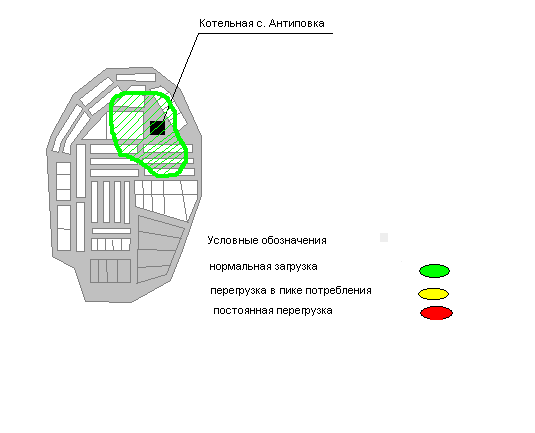 Котельная с. Антиповка
Условные обозначения
нормальная загрузка
перегрузка в пике потребления
постоянная перегрузка